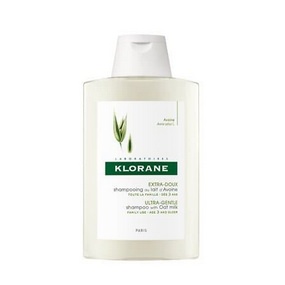 Avoine
LABORATOIRES
KLORANE
EXTRA-DOUX
shampooing au lait d'Avoine
TOUTE LA FAMILLE - DÈS 3 ANS
ULTRA-GENTLE
shampoo with Oat milk
FAMILY USE - AGE 3 AND OLDER
PARIS